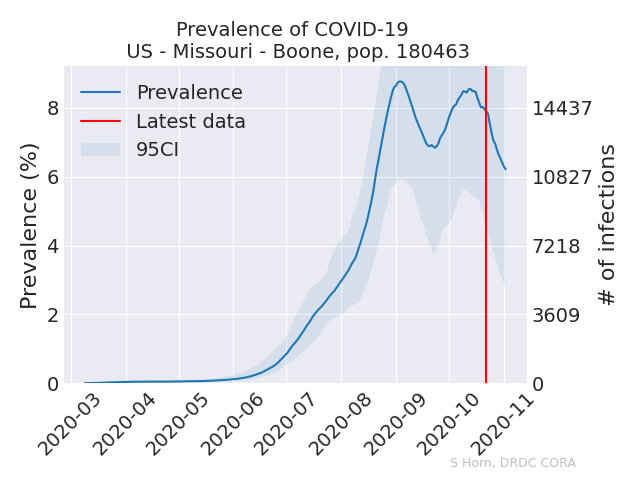 Prevalence of COVID-19
US - Missouri - Boone, pop. 180463
Prevalence
Latest data
95CI
Prevalence (%)
8
6
4
2
0
14437
10827
7218
3609
0
# of infections
2020-03
2020-04
2020-05
2020-06
2020-07
2020-08
2020-09
2020-10
2020-11
S Horn, DRDC CORA